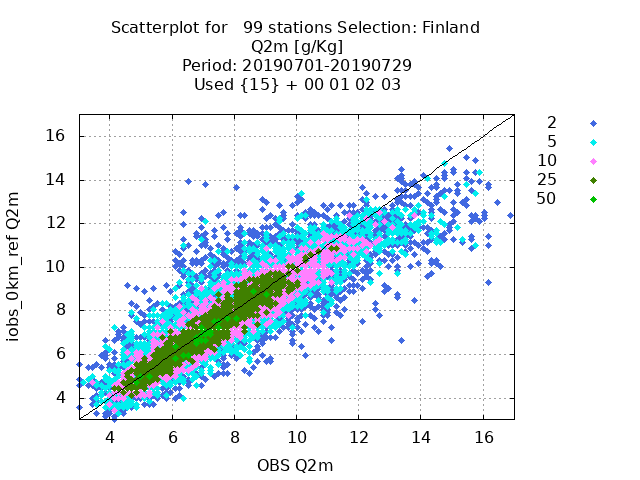 Scatterplot for   99 stations Selection: Finland
Q2m [g/Kg]
Period: 20190701-20190729
Used {15} + 00 01 02 03
iobs_0km_ref Q2m
16
14
12
10
8
6
4
4 6 8 10 12 14 16
OBS Q2m
2
5
10
25
50